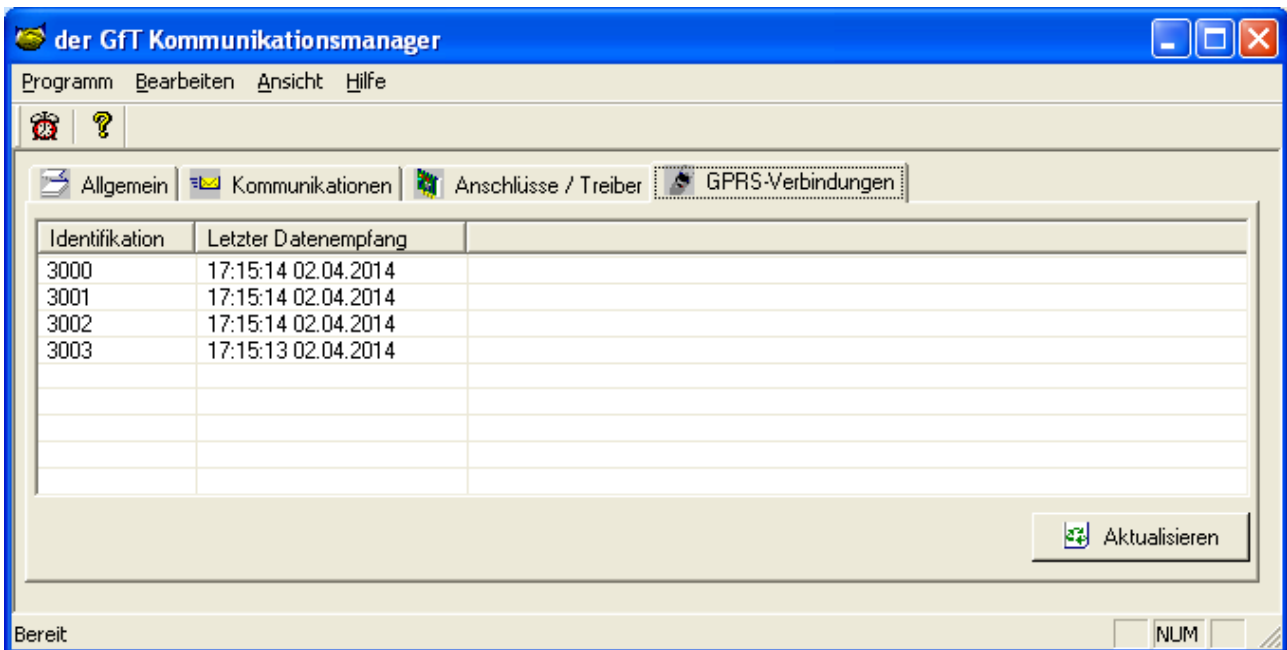 der GfT Kommunikationsmanager
Programm Bearbeiten Ansicht Hilfe
Allgemein Kommunikationen Anschlüsse / Treiber GPRS-Verbindungen
Identifikation Letzter Datenempfang
3000 17:15:14 02.04.2014
3001 17:15:14 02.04.2014
3002 17:15:14 02.04.2014
3003 17:15:13 02.04.2014
Aktualisieren
Bereit NUM